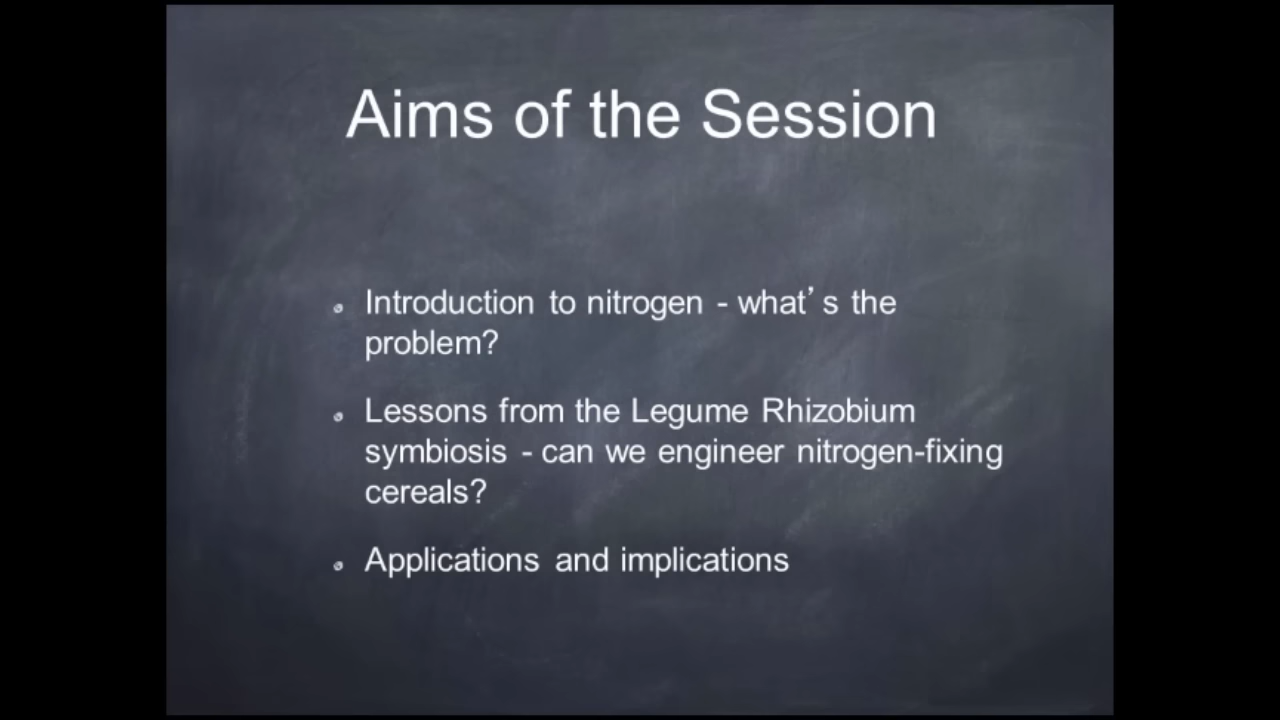 Aims of the Session
Introduction to nitrogen - what’s the
problem?
Lessons from the Legume Rhizobium
symbiosis - can we engineer nitrogen-fixing
cereals?
Applications and implications